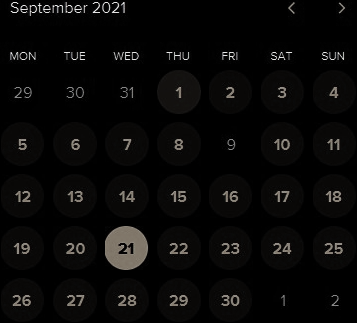 September 2021
MON TUE WED THU FRI SAT SUN
29 30 31 1 2 3 4
5 6 7 8 9 10 11
12 13 14 15 16 17 18
19 20 21 22 23 24 25
26 27 28 29 30 1 2